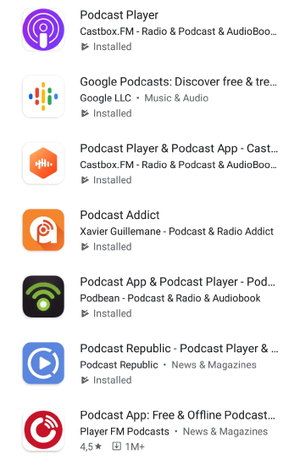 Podcast Player
Castbox.FM - Radio & Podcast & AudioBoo...
Installed
Google Podcasts: Discover free & tre...
Google LLC • Music & Audio
Installed
Podcast Player & Podcast App - Cast...
Castbox.FM - Radio & Podcast & AudioBoo...
Installed
Podcast Addict
Xavier Guillemane - Podcast & Radio Addict
Installed
Podcast App & Podcast Player - Pod...
Podbean - Podcast & Radio & Audiobook
Installed
Podcast Republic - Podcast Player & ...
Podcast Republic • News & Magazines
Installed
Podcast App: Free & Offline Podcast...
Player FM Podcasts • News & Magazines
4,5★ 1M+